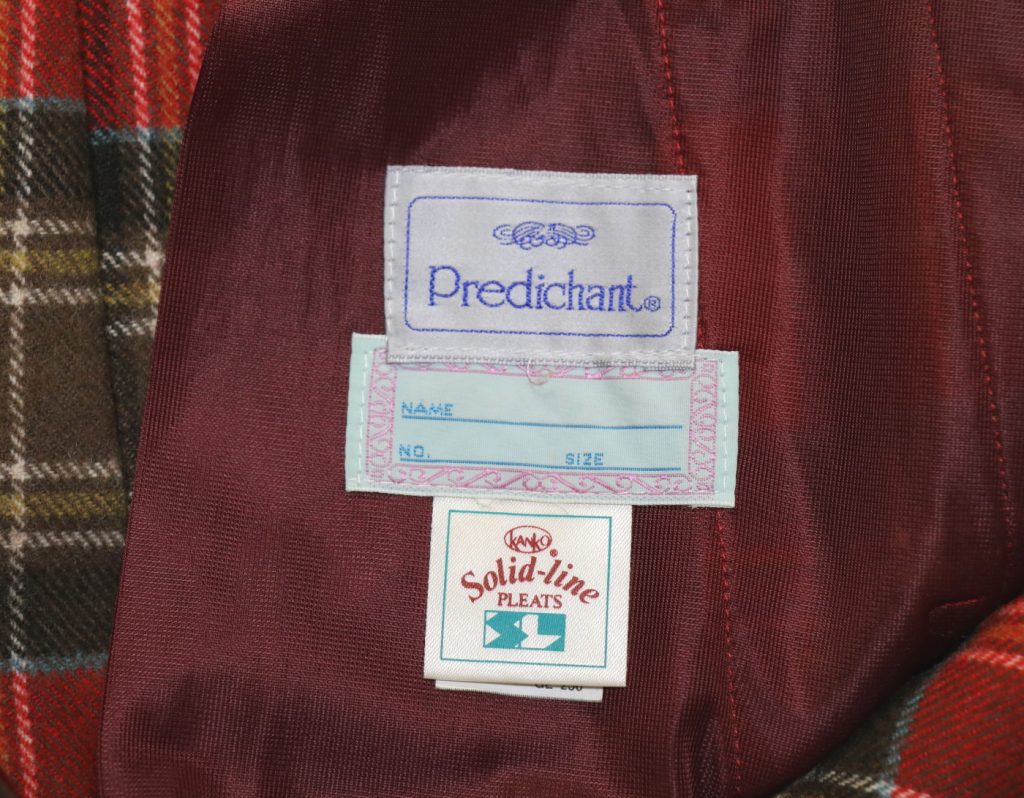 Predichant®
NAME
NO. SIZE
KANKO®
Solid-line
PLEATS
SL